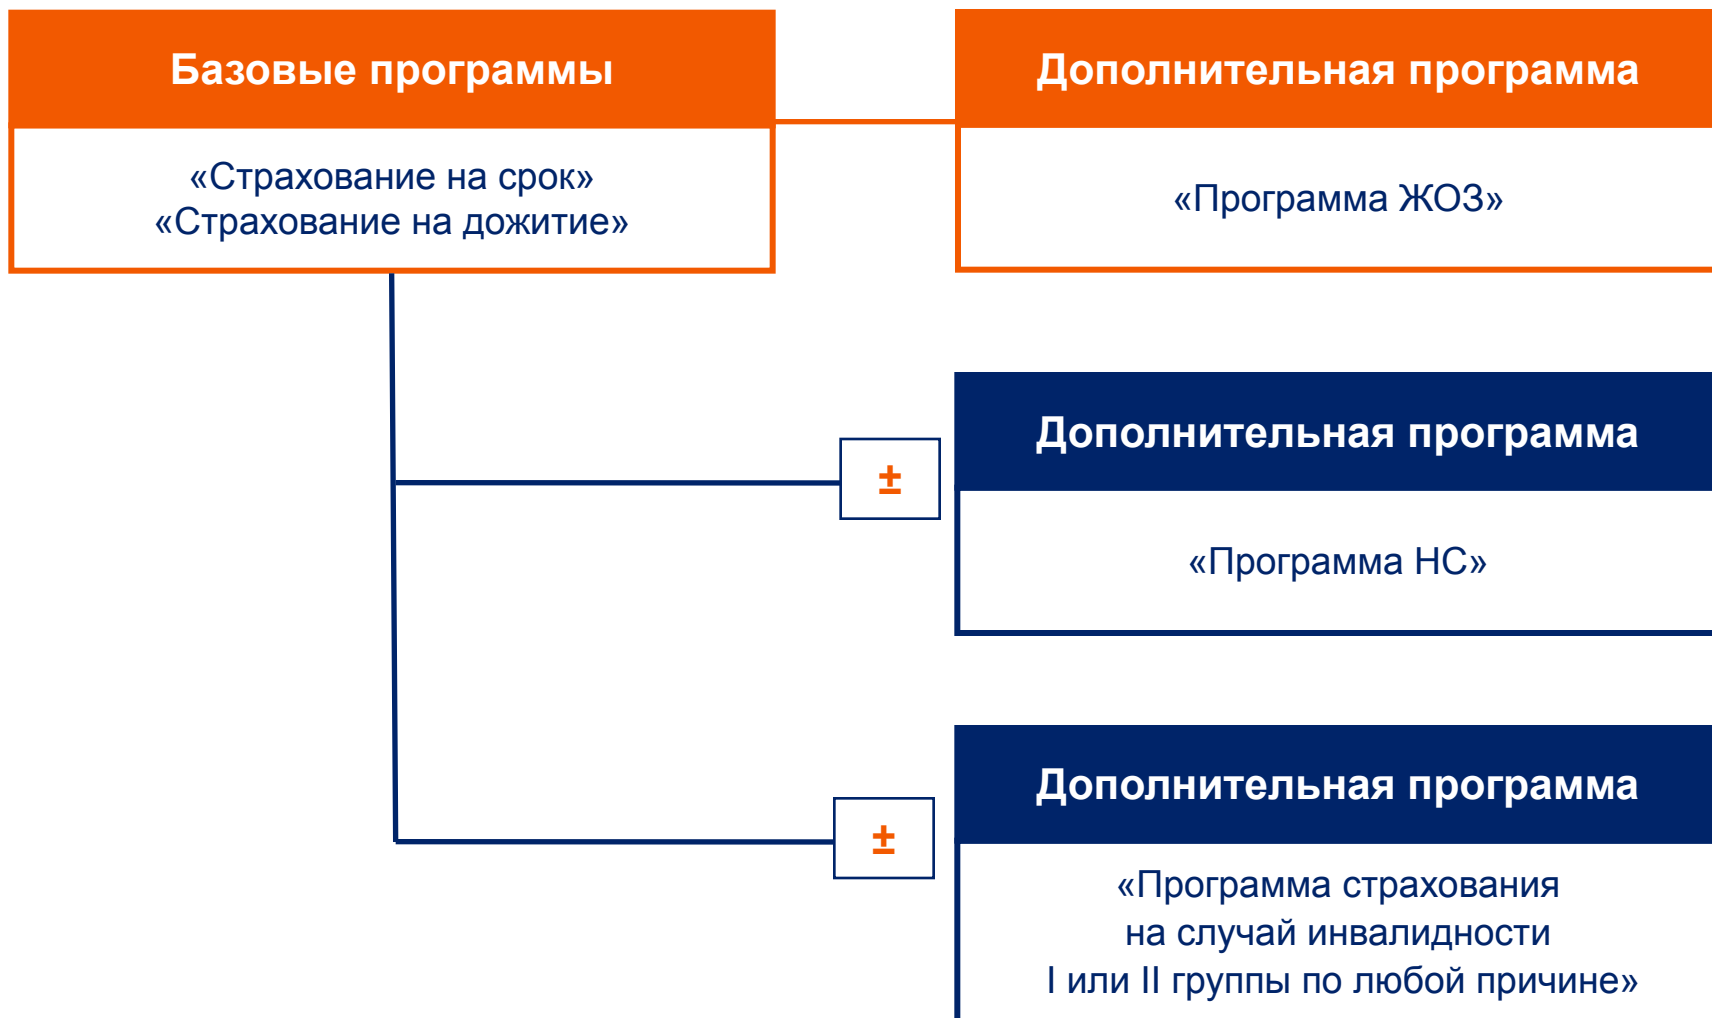 Базовые программы
«Страхование на срок»
«Страхование на дожитие»
Дополнительная программа
«Программа ЖОЗ»
±
Дополнительная программа
«Программа НС»
±
Дополнительная программа
«Программа страхования
на случай инвалидности
I или II группы по любой причине»